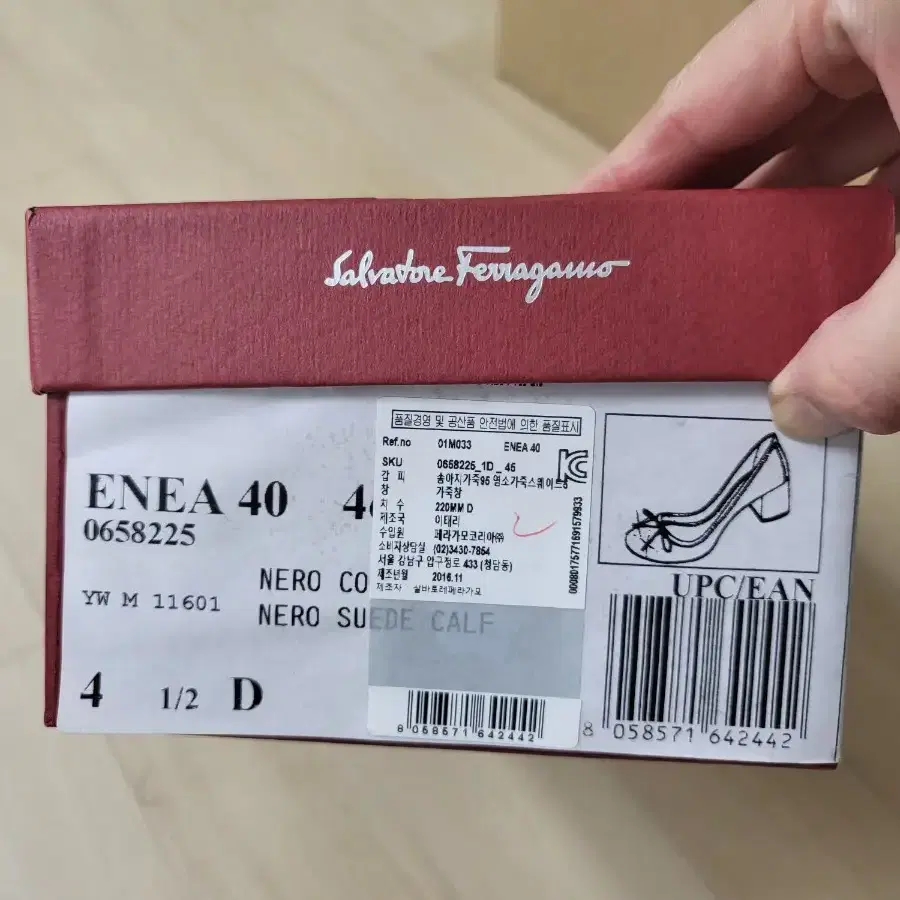 Salvatore Ferragamo
ENEA 40
0658225
NERO CO
YW M 11601
NERO SUEDE CALF
4 1/2 D
품질경영 및 공산품 안전법에 의한 품질표시
Ref.no 01M033 ENEA 40
SKU 0658225_1D_ 45
갑 피 송아지가죽95 염소가죽스웨이드5
창 가죽창
치 수 220MM D
제조국 이태리
수입원 페라가모코리아㈜
소비자상담실 (02)3430-7854
서울 강남구 압구정로 433 (청담동)
제조년월 2016.11
제조자 살바토레페라가모
8 058571 642442
UPC/EAN
8 058571 642442